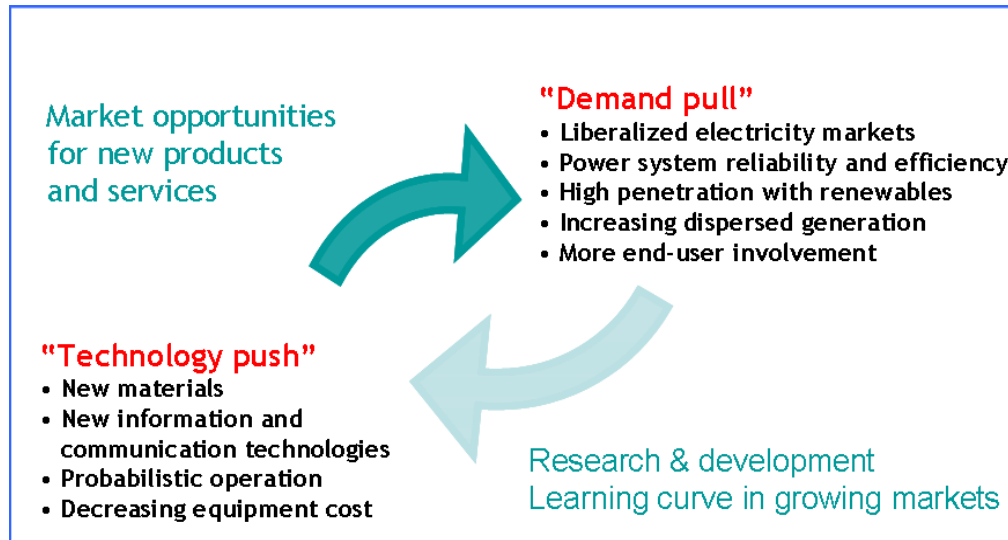 Market opportunities
for new products
and services
“Demand pull”
• Liberalized electricity markets
• Power system reliability and efficiency
• High penetration with renewables
• Increasing dispersed generation
• More end-user involvement
“Technology push”
• New materials
• New information and
communication technologies
• Probabilistic operation
• Decreasing equipment cost
Research & development
Learning curve in growing markets